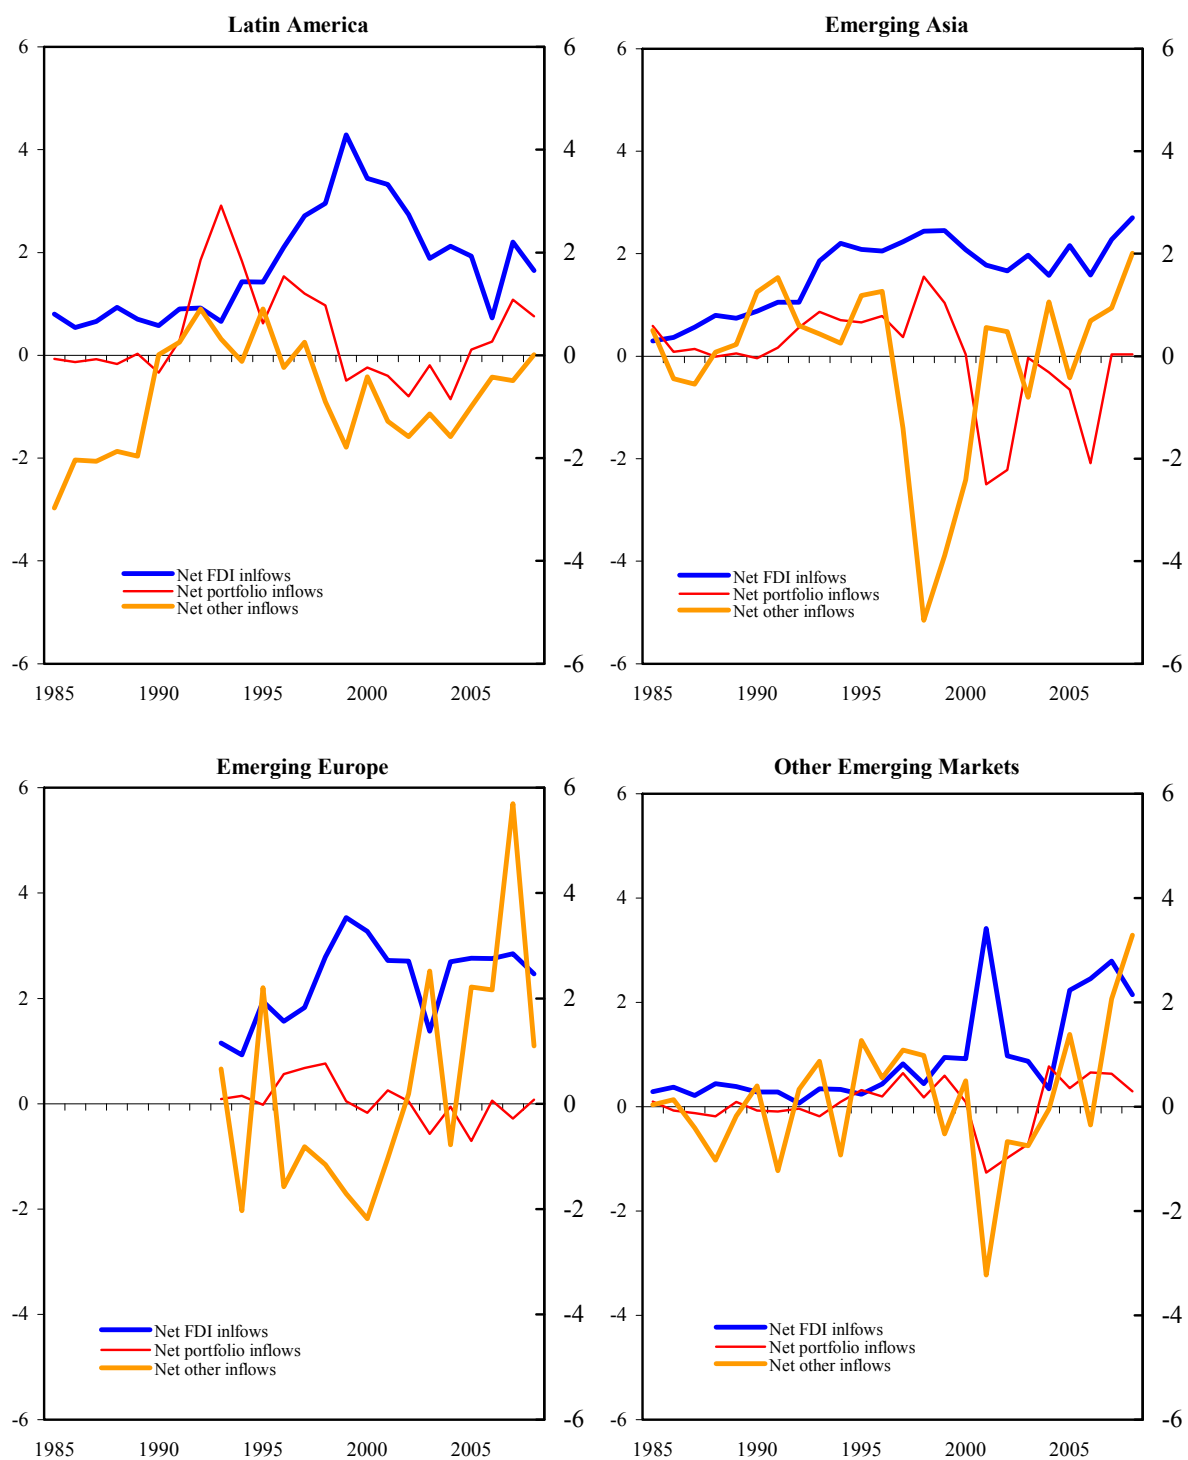 Latin America
6
4
2
0
-2
-4
-6
6
4
2
0
-2
-4
-6
Net FDI inlfows
Net portfolio inflows
Net other inflows
1985 1990 1995 2000 2005
Emerging Asia
6
4
2
0
-2
-4
-6
6
4
2
0
-2
-4
-6
Net FDI inlfows
Net portfolio inflows
Net other inflows
1985 1990 1995 2000 2005
Emerging Europe
6
4
2
0
-2
-4
-6
6
4
2
0
-2
-4
-6
Net FDI inlfows
Net portfolio inflows
Net other inflows
1985 1990 1995 2000 2005
Other Emerging Markets
6
4
2
0
-2
-4
-6
6
4
2
0
-2
-4
-6
Net FDI inlfows
Net portfolio inflows
Net other inflows
1985 1990 1995 2000 2005